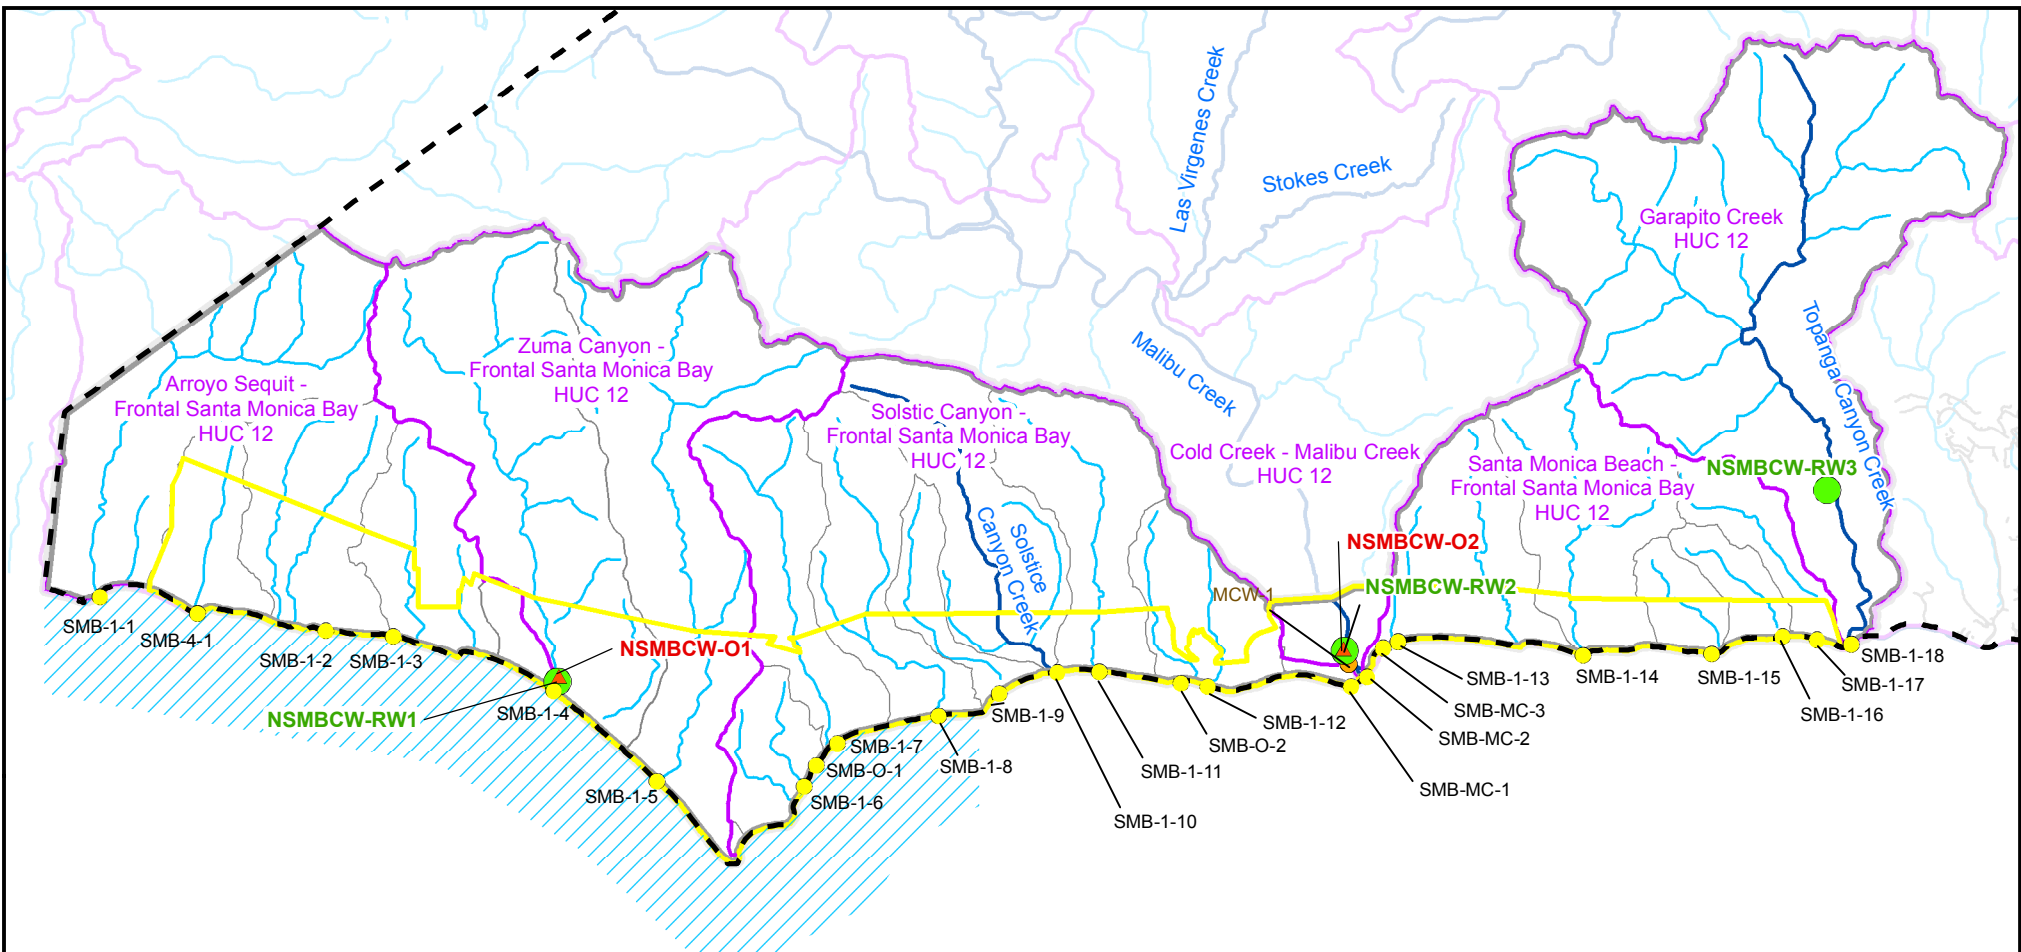 Las Virgenes Creek
Stokes Creek
Garapito Creek
HUC 12
Malibu Creek
Topanga Canyon Creek
Zuma Canyon -
Frontal Santa Monica Bay
HUC 12
Arroyo Sequit -
Frontal Santa Monica Bay
HUC 12
Solstic Canyon -
Frontal Santa Monica Bay
HUC 12
Cold Creek - Malibu Creek
HUC 12
Santa Monica Beach -
Frontal Santa Monica Bay
HUC 12
NSMBCW-RW3
Solstice
Canyon Creek
NSMBCW-O2
NSMBCW-RW2
MCW-1
SMB-1-1
SMB-4-1
SMB-1-2
SMB-1-3
NSMBCW-O1
NSMBCW-RW1
SMB-1-4
SMB-1-5
SMB-1-6
SMB-O-1
SMB-1-7
SMB-1-8
SMB-1-9
SMB-1-10
SMB-1-11
SMB-O-2
SMB-1-12
SMB-MC-1
SMB-MC-2
SMB-MC-3
SMB-1-13
SMB-1-14
SMB-1-15
SMB-1-16
SMB-1-17
SMB-1-18